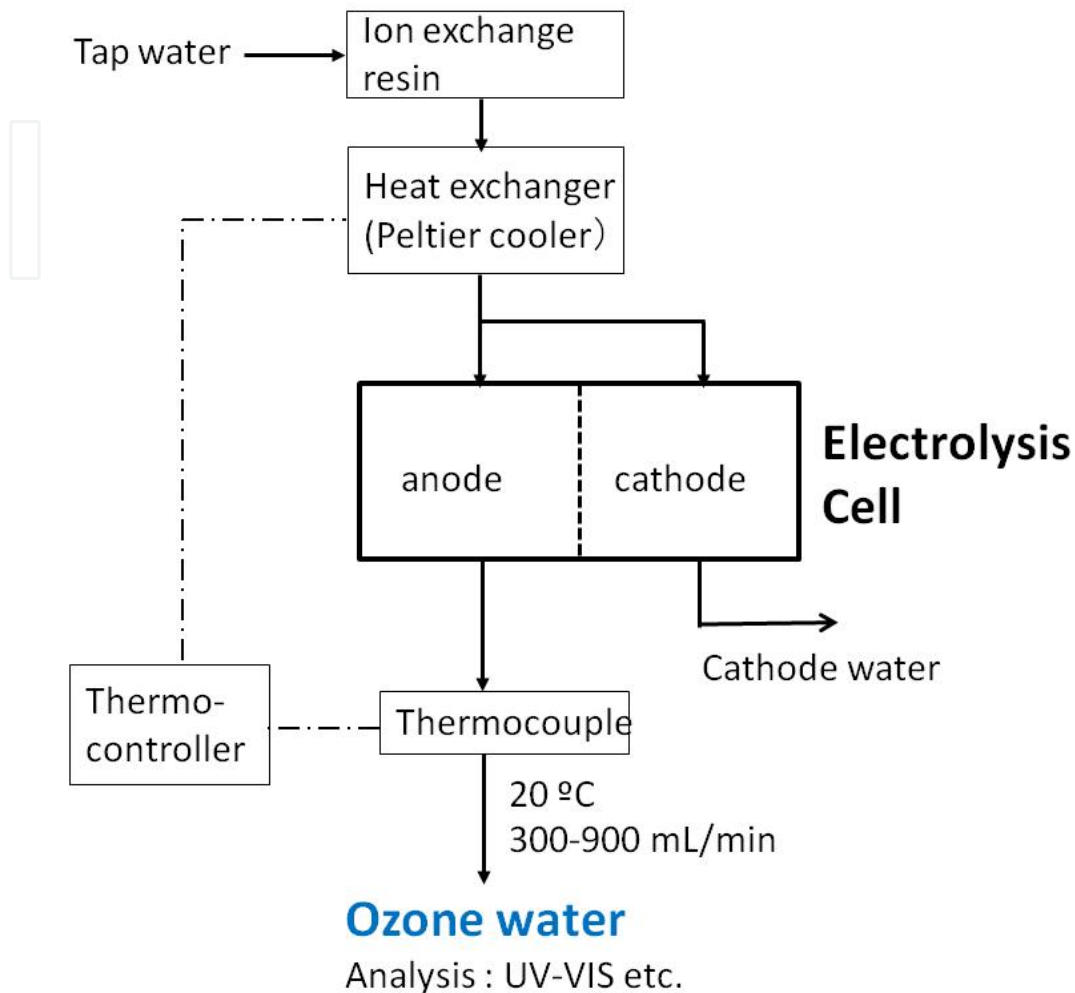 Tap water
Ion exchange
resin
Heat exchanger
(Peltier cooler）
anode
cathode
Electrolysis
Cell
Cathode water
Thermo-
controller
Thermocouple
20 ºC
300-900 mL/min
Ozone water
Analysis : UV-VIS etc.